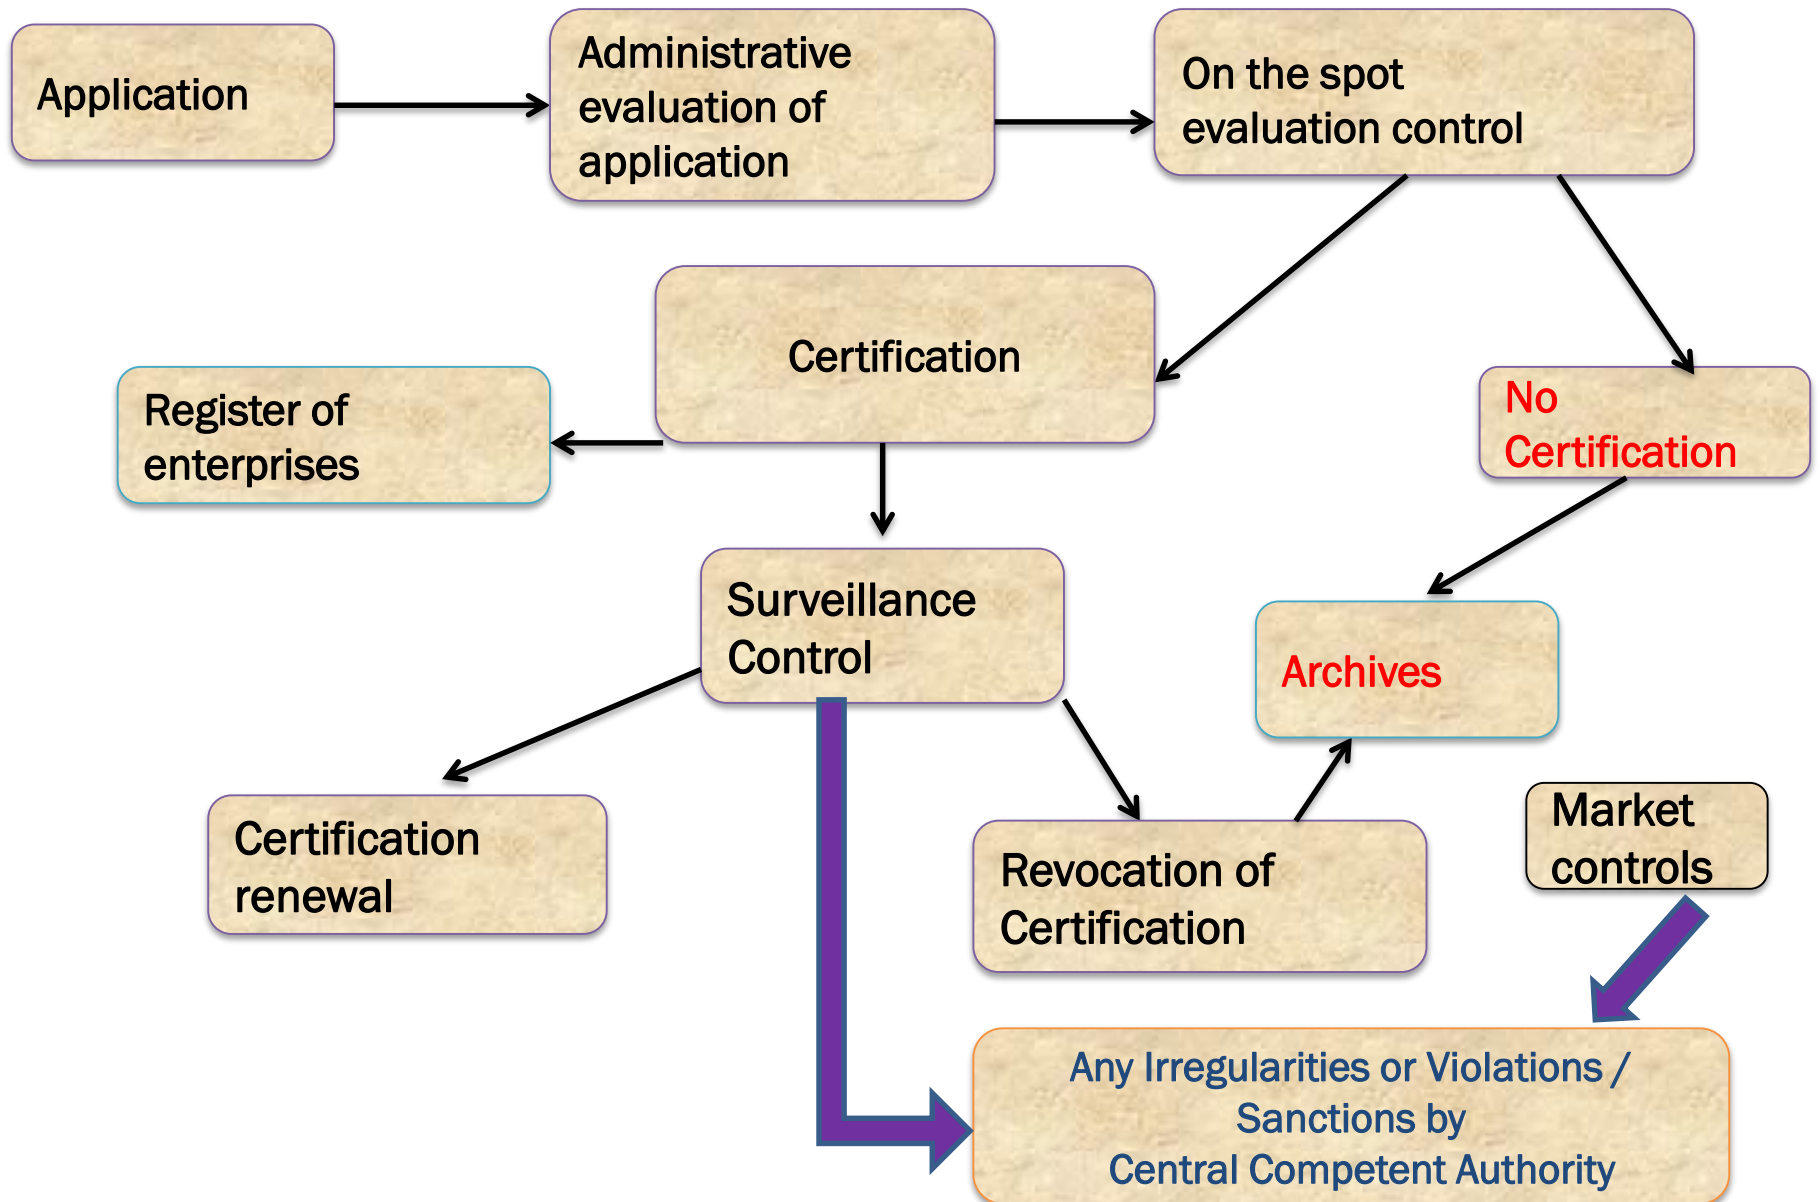 Application
Administrative
evaluation of
application
On the spot
evaluation control
Certification
Register of
enterprises
No
Certification
Surveillance
Control
Archives
Certification
renewal
Revocation of
Certification
Market
controls
Any Irregularities or Violations /
Sanctions by
Central Competent Authority